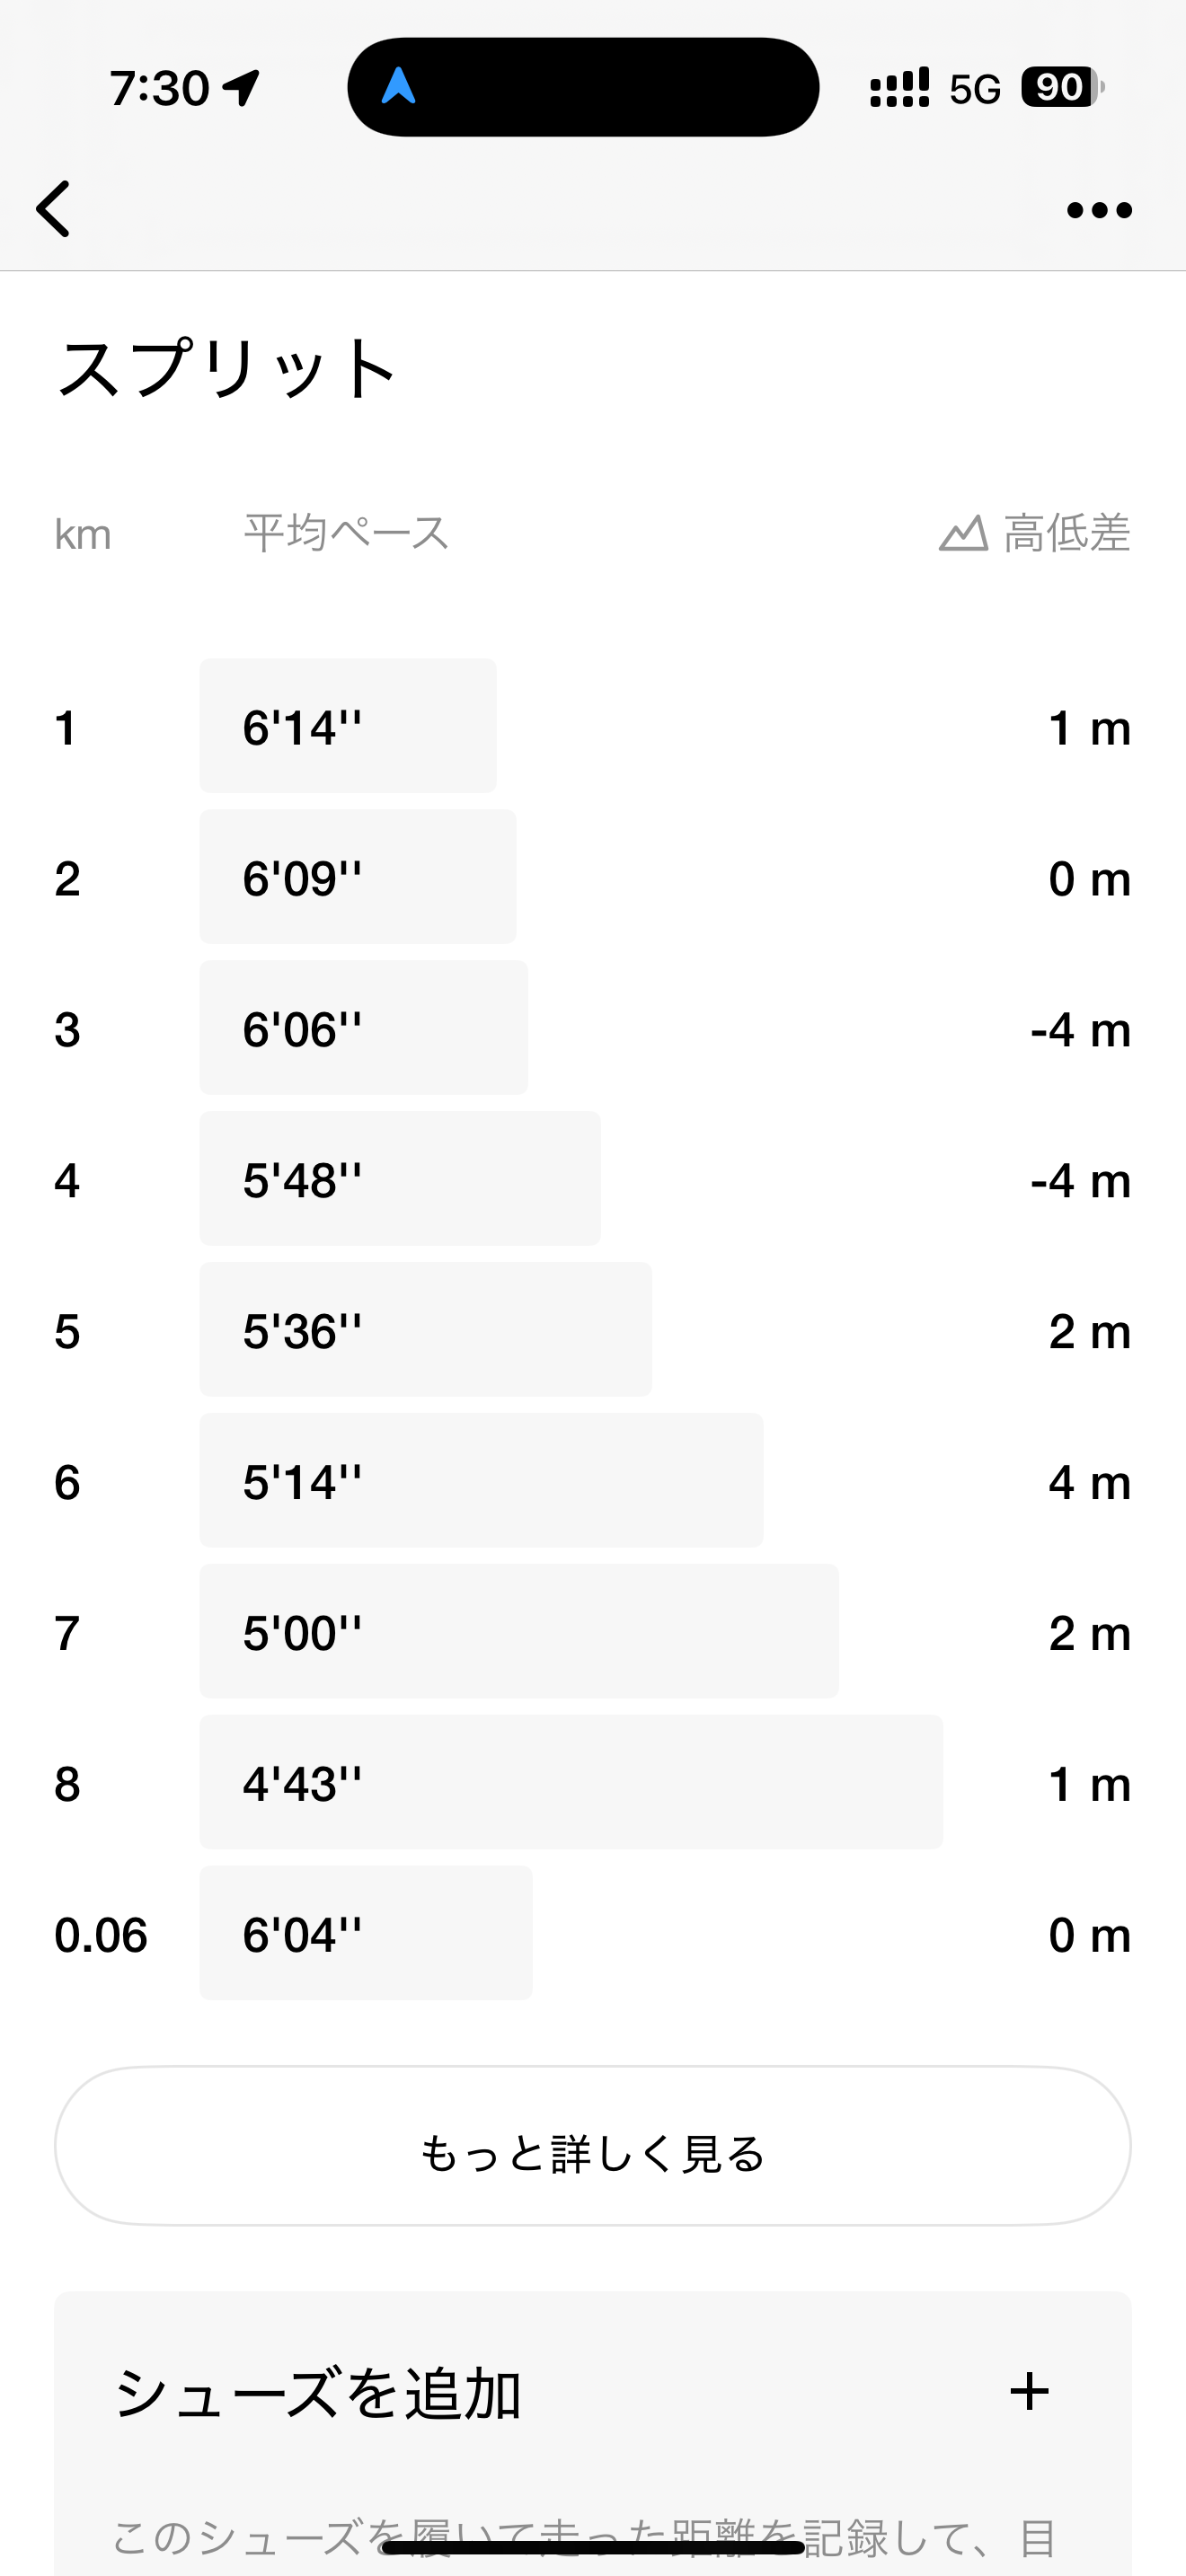 7:30 5G 90
スプリット
km 平均ペース 高低差
1 6'14'' 1 m
2 6'09'' 0 m
3 6'06'' -4 m
4 5'48'' -4 m
5 5'36'' 2 m
6 5'14'' 4 m
7 5'00'' 2 m
8 4'43'' 1 m
0.06 6'04'' 0 m
もっと詳しく見る
シューズを追加 +
このシューズを履いて走った距離を記録して、目